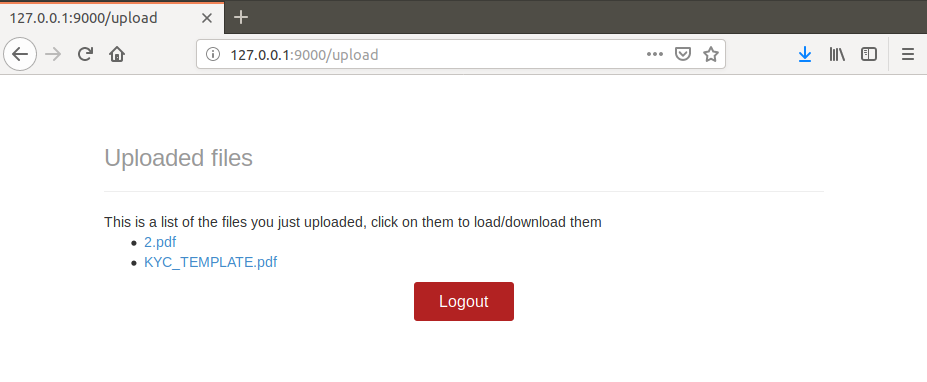 127.0.0.1:9000/upload
127.0.0.1:9000/upload
Uploaded files
This is a list of the files you just uploaded, click on them to load/download them
2.pdf
KYC_TEMPLATE.pdf
Logout